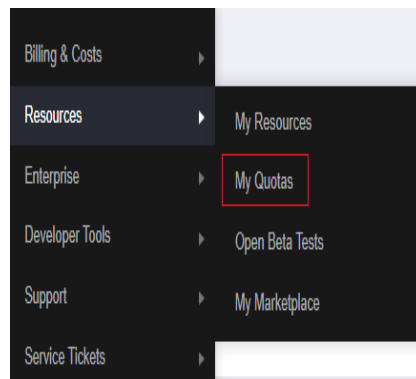 Billing & Costs
Resources
Enterprise
Developer Tools
Support
Service Tickets
My Resources
My Quotas
Open Beta Tests
My Marketplace